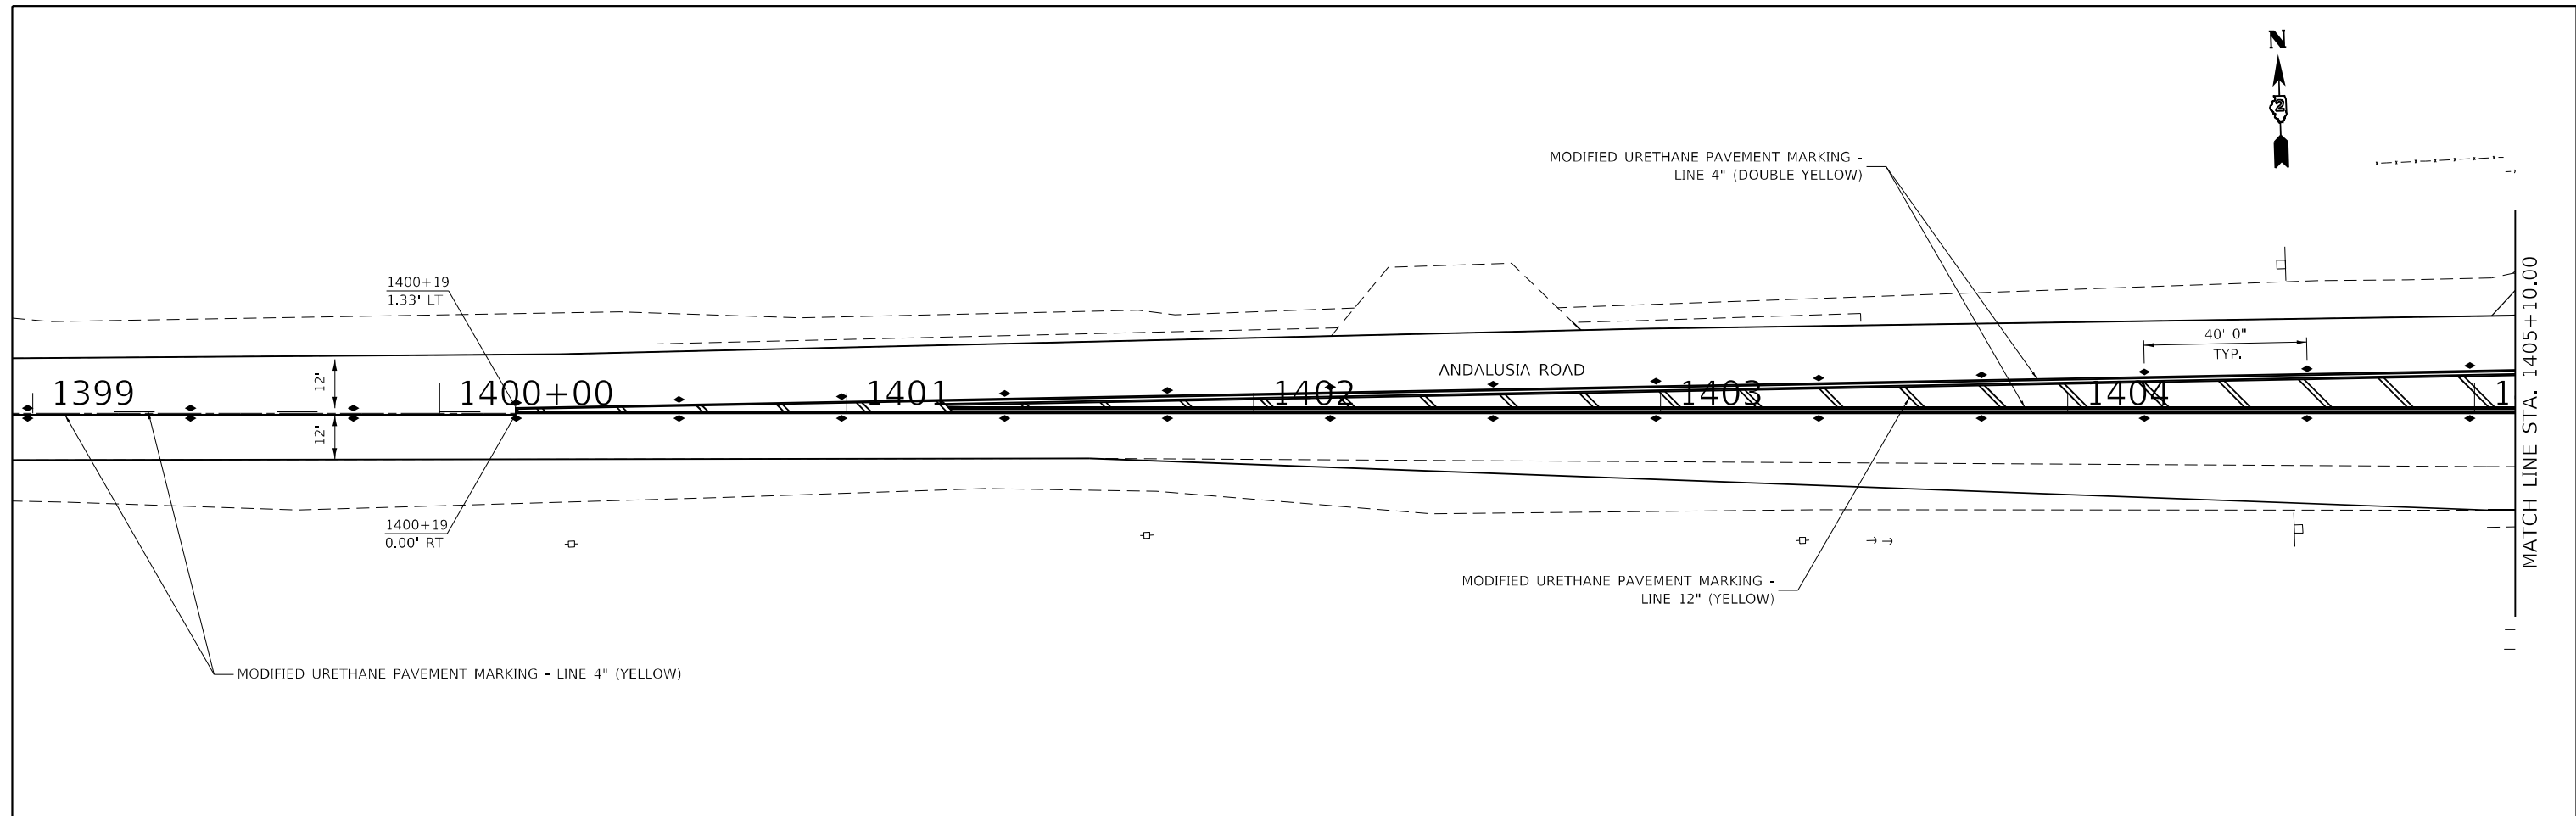 N
2
MODIFIED URETHANE PAVEMENT MARKING -
LINE 4" (DOUBLE YELLOW)
1400+19
1.33' LT
40' 0"
TYP.
ANDALUSIA ROAD
12'
1399
1400+00
1401
1402
1403
1404
1
12'
MATCH LINE STA. 1405+10.00
1400+19
0.00' RT
MODIFIED URETHANE PAVEMENT MARKING -
LINE 12" (YELLOW)
MODIFIED URETHANE PAVEMENT MARKING - LINE 4" (YELLOW)